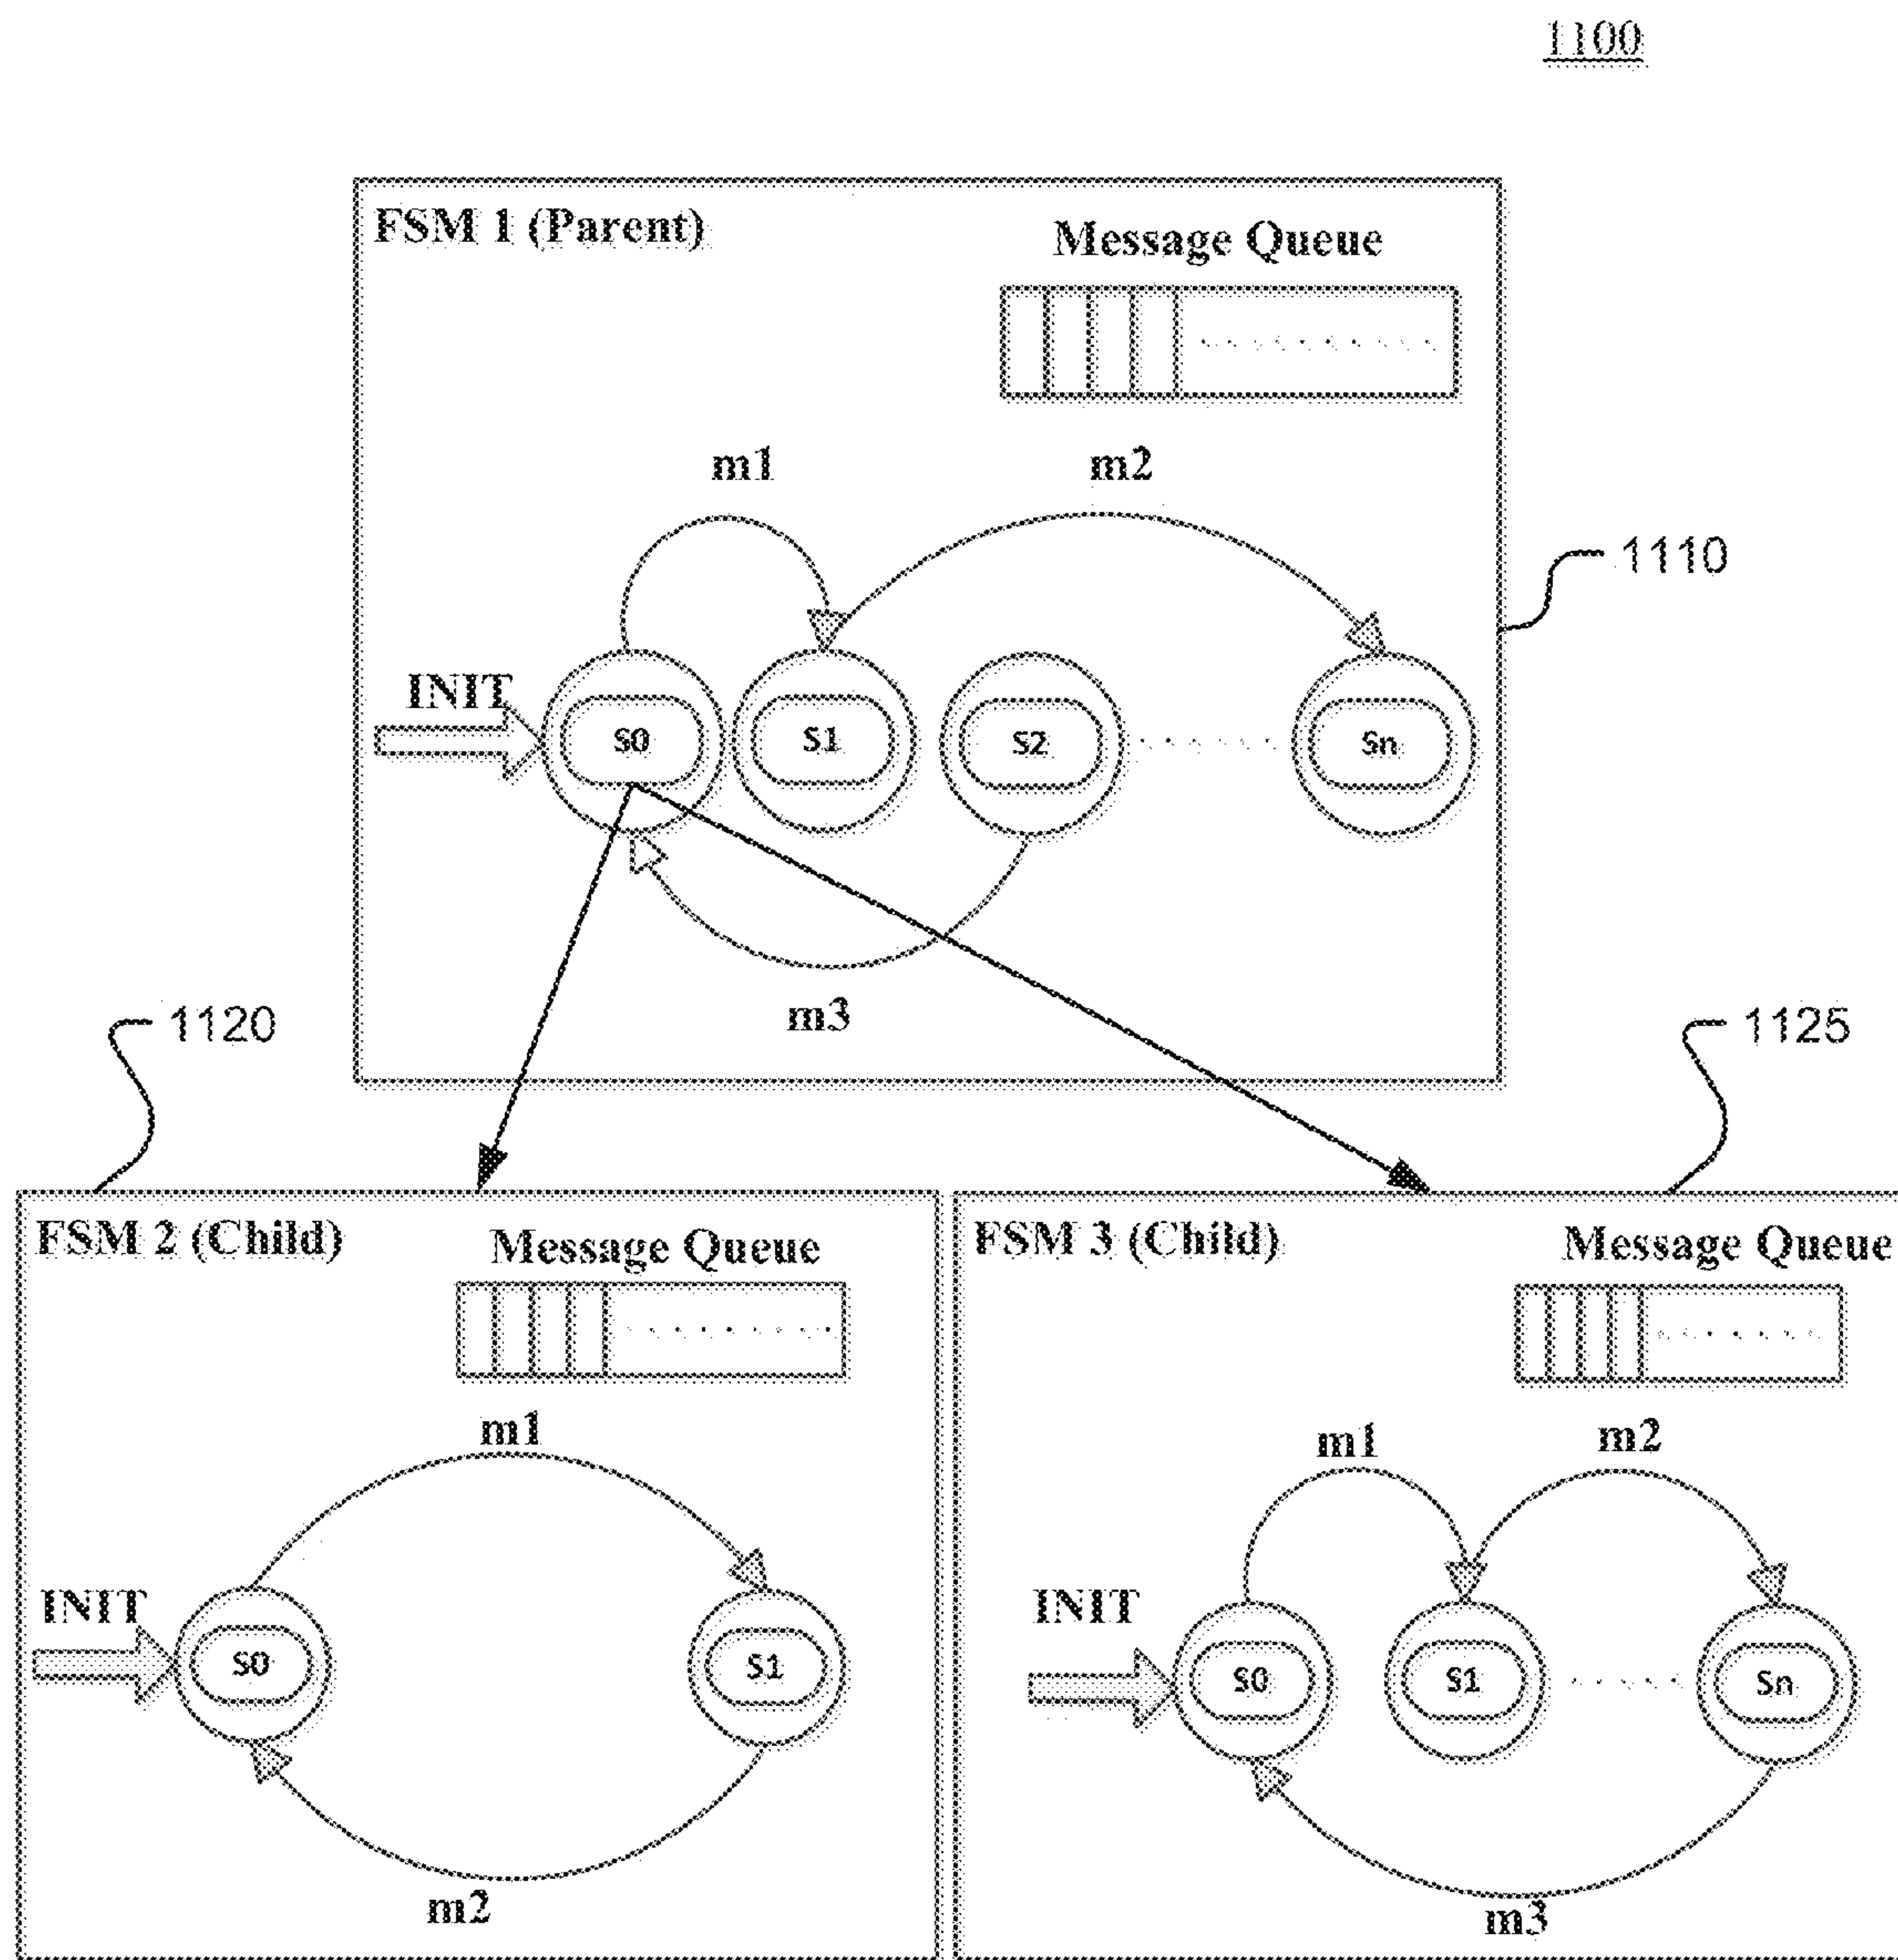 1100
FSM 1 (Parent)
Message Queue
m1
m2
1110
INIT
S0
S1
S2
Sn
m3
1120
1125
FSM 2 (Child)
Message Queue
m1
INIT
S0
S1
m2
FSM 3 (Child)
Message Queue
m1
m2
INIT
S0
S1
Sn
m3